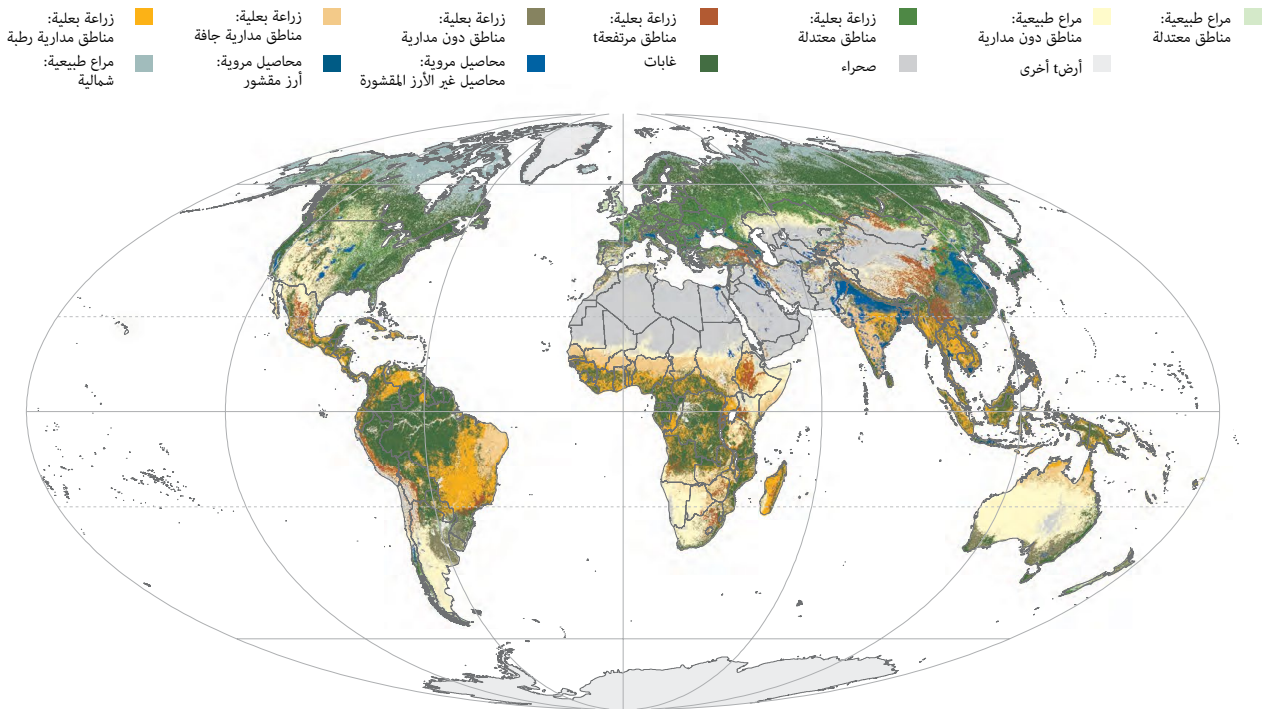 مراع طبيعية:
مناطق معتدلة
مراع طبيعية:
مناطق دون مدارية
زراعة بعلية:
مناطق معتدلة
زراعة بعلية:
مناطق مرتفعةt
زراعة بعلية:
مناطق دون مدارية
زراعة بعلية:
مناطق مدارية جافة
زراعة بعلية:
مناطق مدارية رطبة
أرضt أخرى
صحراء
غابات
محاصيل مروية:
محاصيل غير الأرز المقشورة
محاصيل مروية:
أرز مقشور
مراع طبيعية:
شمالية